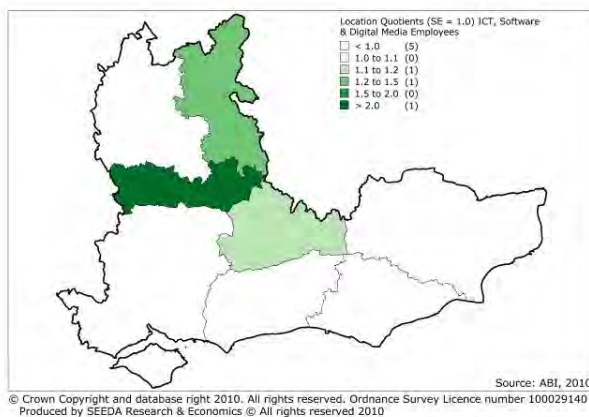 Location Quotients (SE = 1.0) ICT, Software
& Digital Media Employees
< 1.0 (5)
1.0 to 1.1 (0)
1.1 to 1.2 (1)
1.2 to 1.5 (1)
1.5 to 2.0 (0)
> 2.0 (1)
Source: ABI, 2010
© Crown Copyright and database right 2010. All rights reserved. Ordnance Survey Licence number 100029140
Produced by SEEDA Research & Economics © All rights reserved 2010